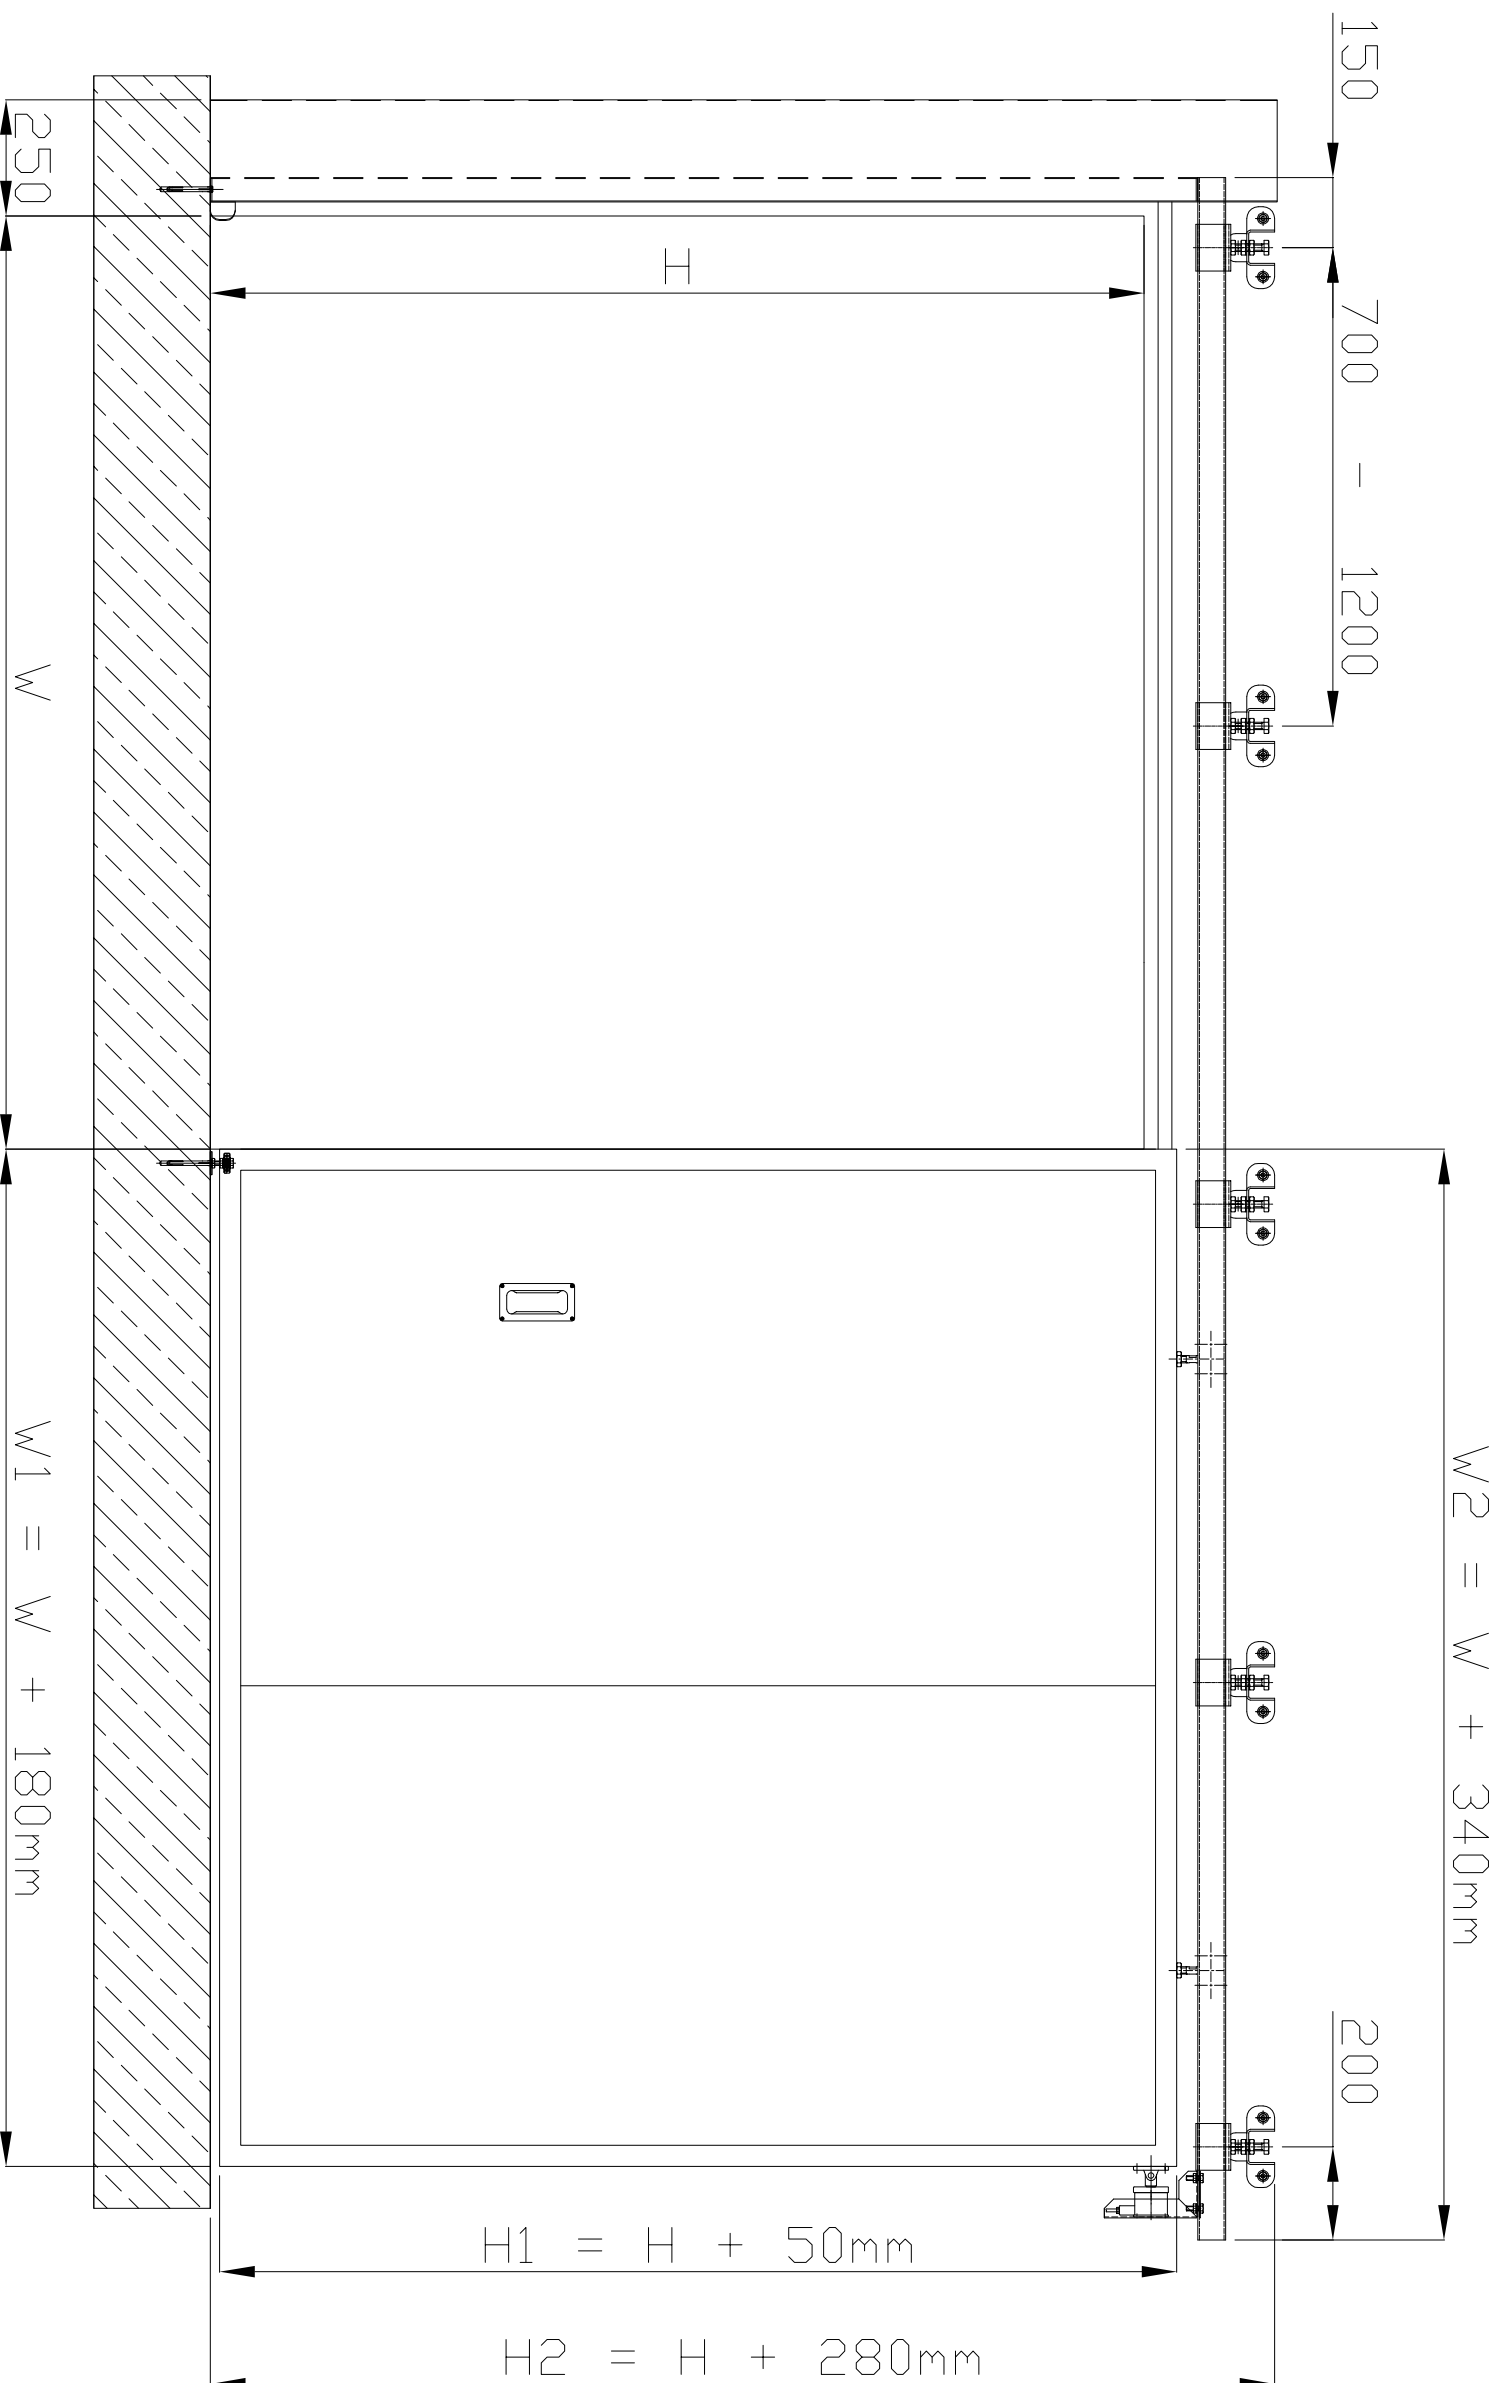 W2 = W + 340mm
150
700 - 1200
200
H
250
W
W1 = W + 180mm
H1 = H + 50mm
H2 = H + 280mm